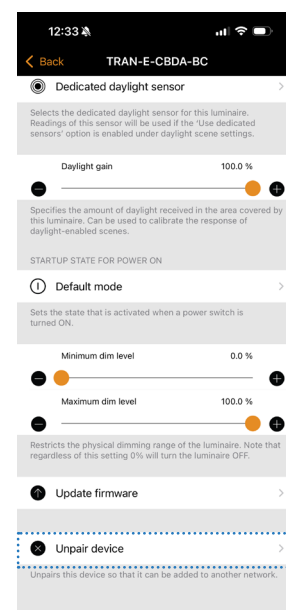 12:33
Back TRAN-E-CBDA-BC
Dedicated daylight sensor
Selects the dedicated daylight sensor for this luminaire.
Readings of this sensor will be used if the 'Use dedicated
sensors' option is enabled under daylight scene settings.
Daylight gain 100.0 %
Specifies the amount of daylight received in the area covered by
this luminaire. Can be used to calibrate the response of
daylight-enabled scenes.
STARTUP STATE FOR POWER ON
Default mode
Sets the state that is activated when a power switch is
turned ON.
Minimum dim level 0.0 %
Maximum dim level 100.0 %
Restricts the physical dimming range of the luminaire. Note that
regardless of this setting 0% will turn the luminaire OFF.
Update firmware
Unpair device
Unpairs this device so that it can be added to another network.